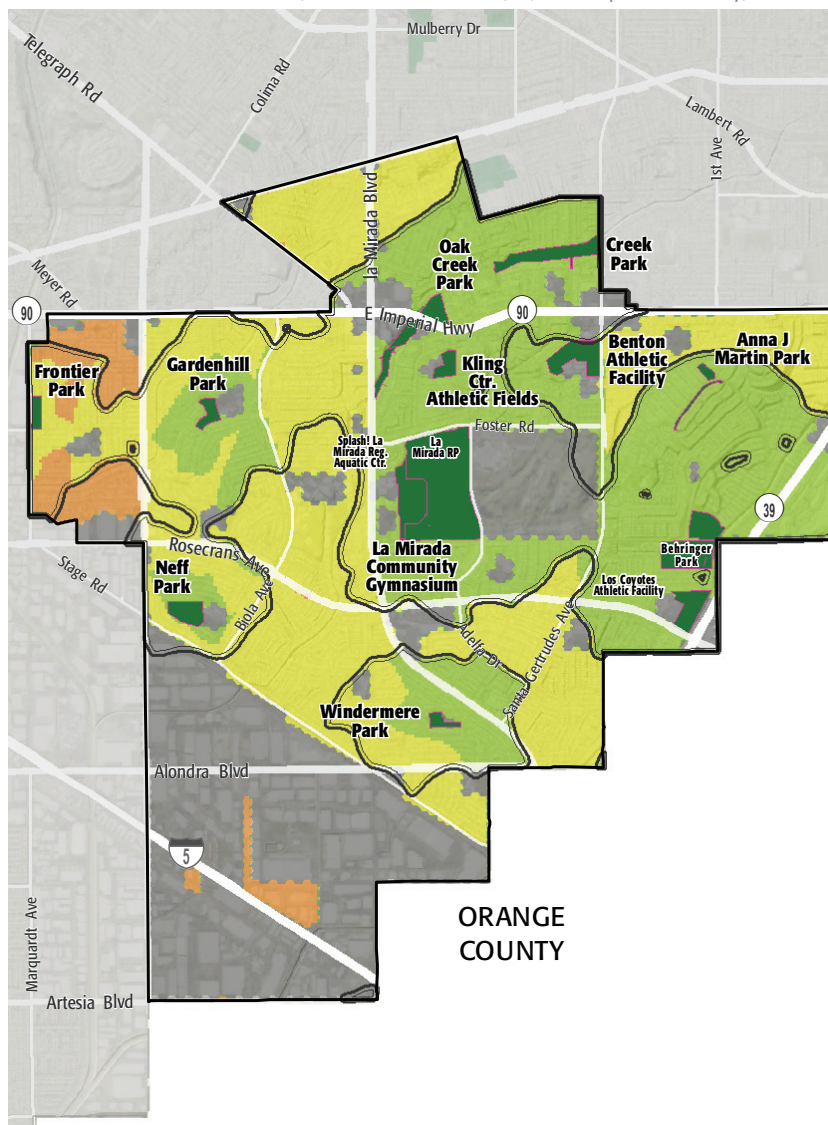 Mulberry Dr
Telegraph Rd
Colima Rd
Lambert Rd
1st Ave
la Mirada Blvd
Oak
Creek
Park
Creek
Park
Meyer Rd
90
E Imperial Hwy
90
Frontier
Park
Gardenhill
Park
Kling
Ctr.
Athletic Fields
Benton
Athletic
Facility
Anna J
Martin Park
Foster Rd
Splash! La
Mirada Reg.
Aquatic Ctr.
La
Mirada RP
39
Rosecrans Ave
Stage Rd
Neff
Park
Biola Ave
La Mirada
Community
Gymnasium
Behringer
Park
Los Coyotes
Athletic Facility
Adelfa Dr
Santa Gertrudes Ave
Windermere
Park
Alondra Blvd
5
Marquardt Ave
ORANGE
COUNTY
Artesia Blvd